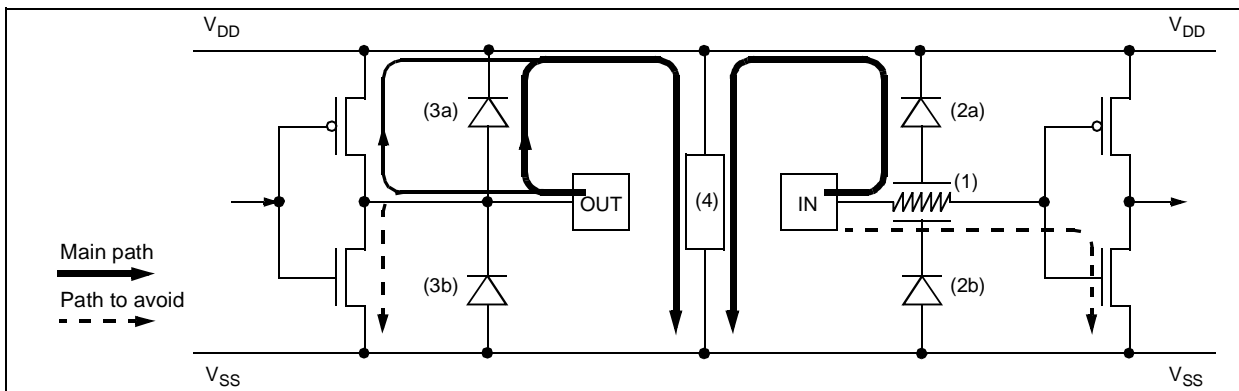 V_DD V_DD
(3a) (2a)
(1)
OUT (4) IN
Main path
(3b) (2b)
Path to avoid
V_SS V_SS